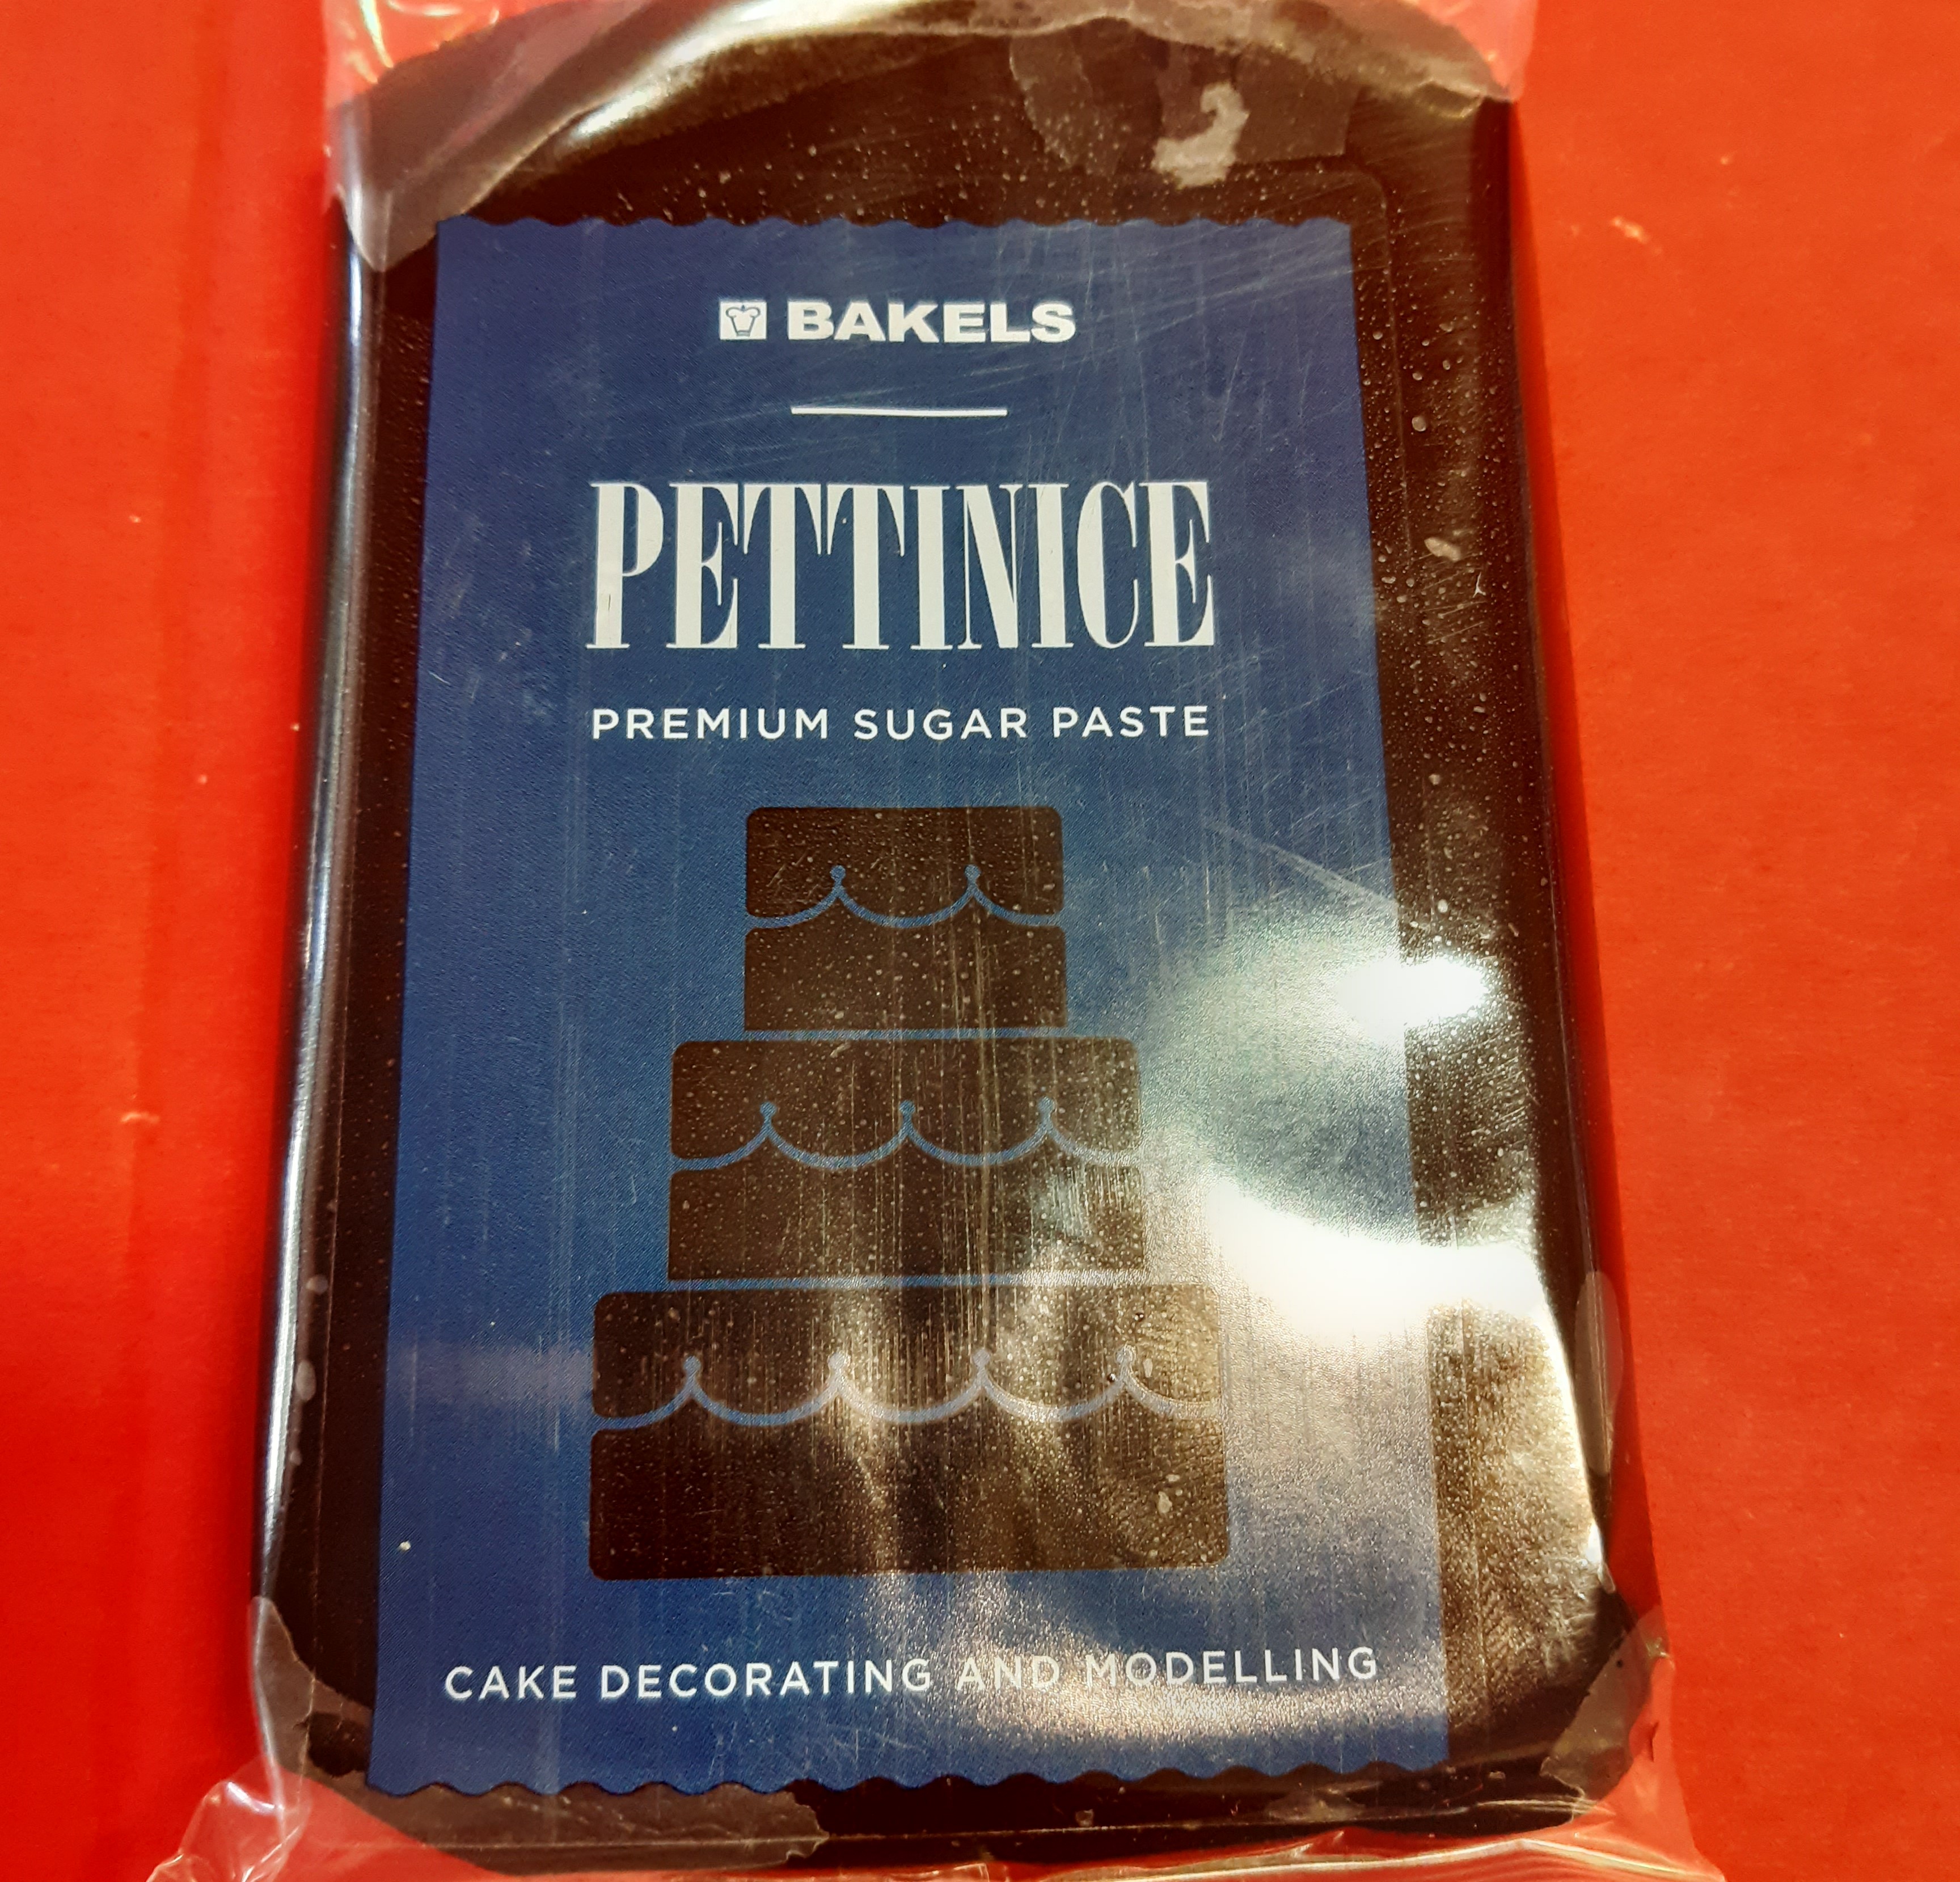 BAKELS
PETTINICE
PREMIUM SUGAR PASTE
CAKE DECORATING AND MODELLING